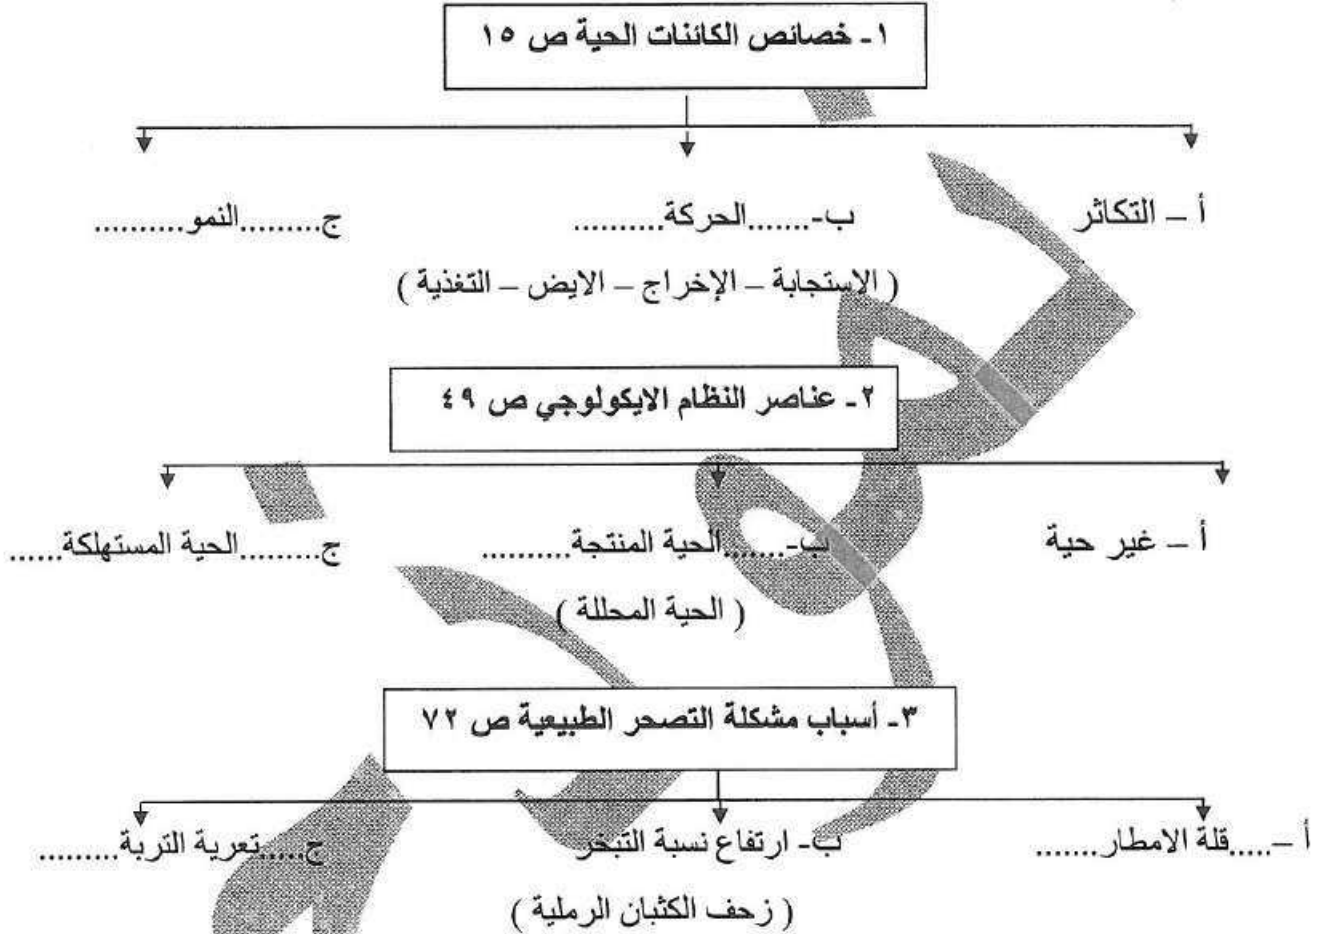 ١- خصائص الكائنات الحية ص ١٥
أ – التكاثر ب-.......الحركة.......... ج.........النمو..........
( الإستجابة – الإخراج – الايض – التغذية )
٢- عناصر النظام الايكولوجي ص ٤٩
أ – غير حية ب-.......الحية المنتجة.......... ج.........الحية المستهلكة......
( الحية المحللة )
٣- أسباب مشكلة التصحر الطبيعية ص ٧٢
أ –.....قلة الامطار....... ب- ارتفاع نسبة التبخر ج.....تعرية التربة.........
( زحف الكثبان الرملية )